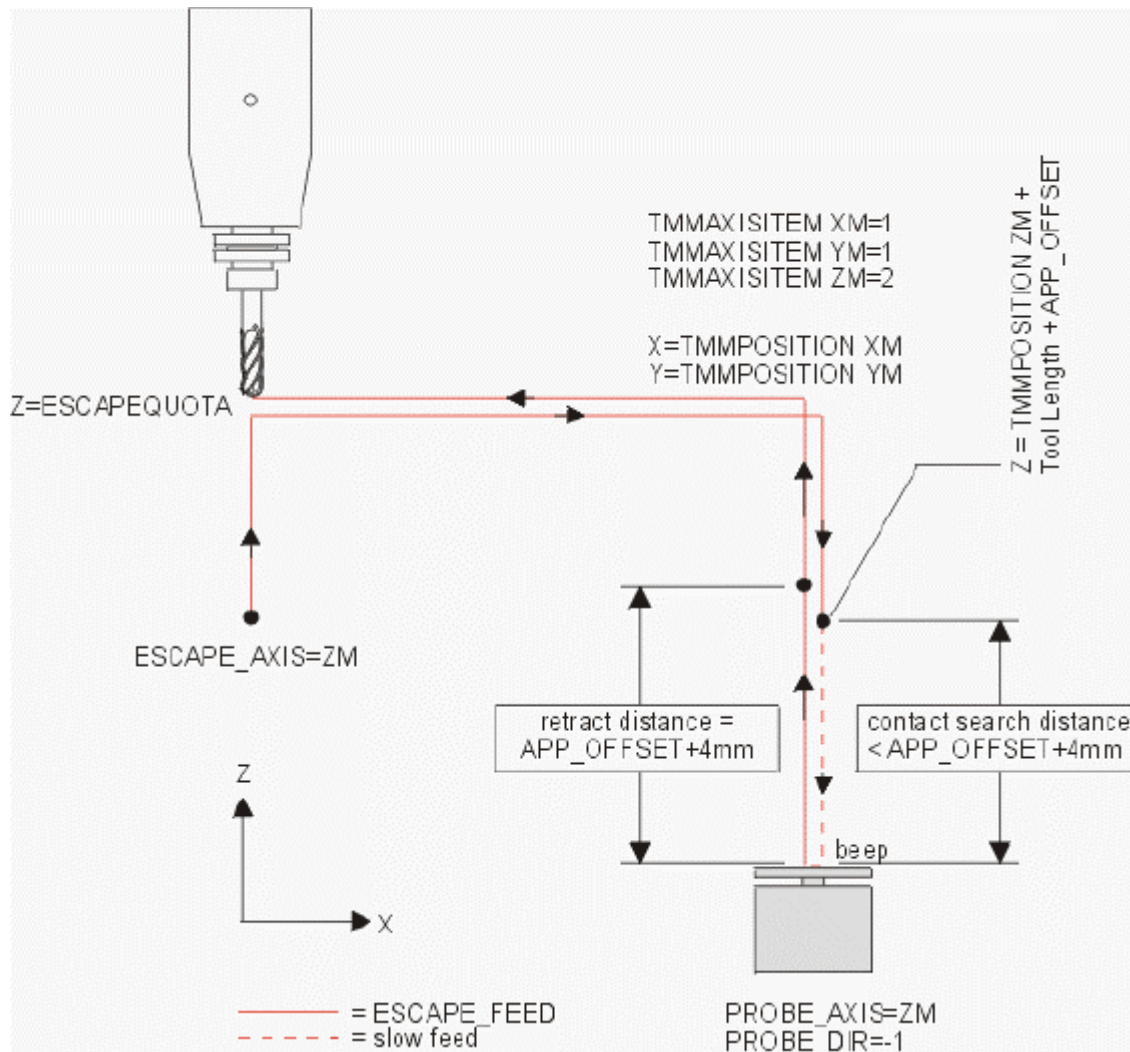 TMMAXISITEM XM=1
TMMAXISITEM YM=1
TMMAXISITEM ZM=2
X=TMMPOSITION XM
Y=TMMPOSITION YM
Z = TMMPOSITION ZM +
Tool Length + APP_OFFSET
Z=ESCAPEQUOTA
ESCAPE_AXIS=ZM
retract distance =
APP_OFFSET+4mm
contact search distance
< APP_OFFSET+4mm
Z
X
beep
= ESCAPE_FEED
= slow feed
PROBE_AXIS=ZM
PROBE_DIR=-1